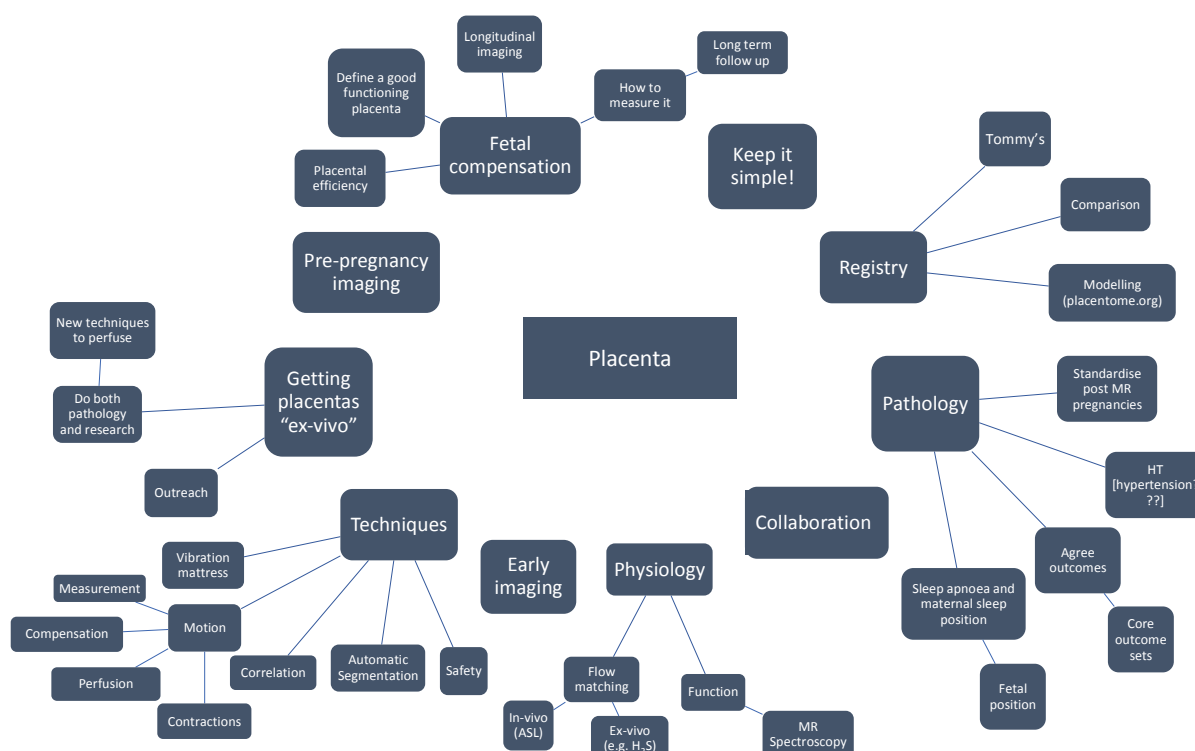 Longitudinal
imaging
Long term
follow up
Define a good
functioning
placenta
How to
measure it
Fetal
compensation
Placental
efficiency
Keep it
simple!
Tommy's
Comparison
Registry
Modelling
(placentome.org)
Pre-pregnancy
imaging
New techniques
to perfuse
Do both
pathology
and research
Getting
placentas
“ex-vivo”
Outreach
Placenta
Pathology
Standardise
post MR
pregnancies
HT
[hypertension?
??]
Agree
outcomes
Core
outcome
sets
Sleep apnoea and
maternal sleep
position
Fetal
position
Collaboration
Techniques
Vibration
mattress
Measurement
Compensation
Motion
Perfusion
Contractions
Correlation
Automatic
Segmentation
Safety
Early
imaging
Physiology
Flow
matching
In-vivo
(ASL)
Ex-vivo
(e.g. H₂S)
Function
MR
Spectroscopy